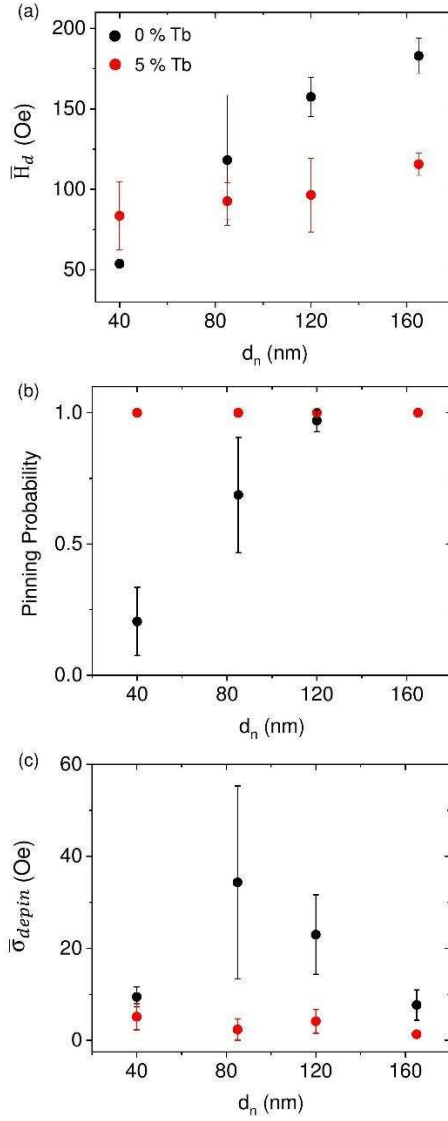 (a)
200
150
100
50
H̅d (Oe)
0 % Tb
5 % Tb
40 80 120 160
dn (nm)
(b)
1.0
0.5
0.0
Pinning Probability
40 80 120 160
dn (nm)
(c)
60
40
20
0
σ̅depin (Oe)
40 80 120 160
dn (nm)